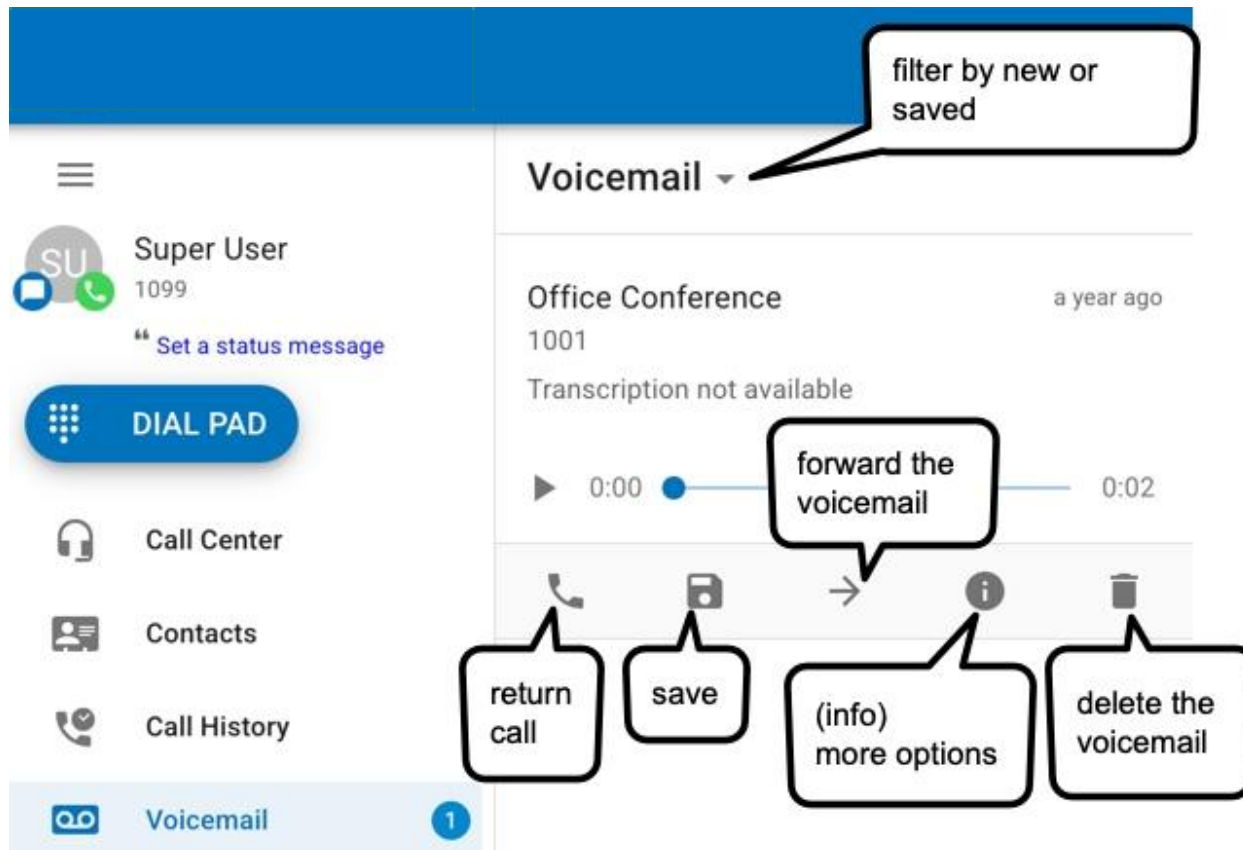 filter by new or
saved
Voicemail
SU
Super User
1099
“ Set a status message
DIAL PAD
Call Center
Contacts
Call History
Voicemail 1
Office Conference a year ago
1001
Transcription not available
0:00 0:02
forward the
voicemail
return
call
save
(info)
more options
delete the
voicemail